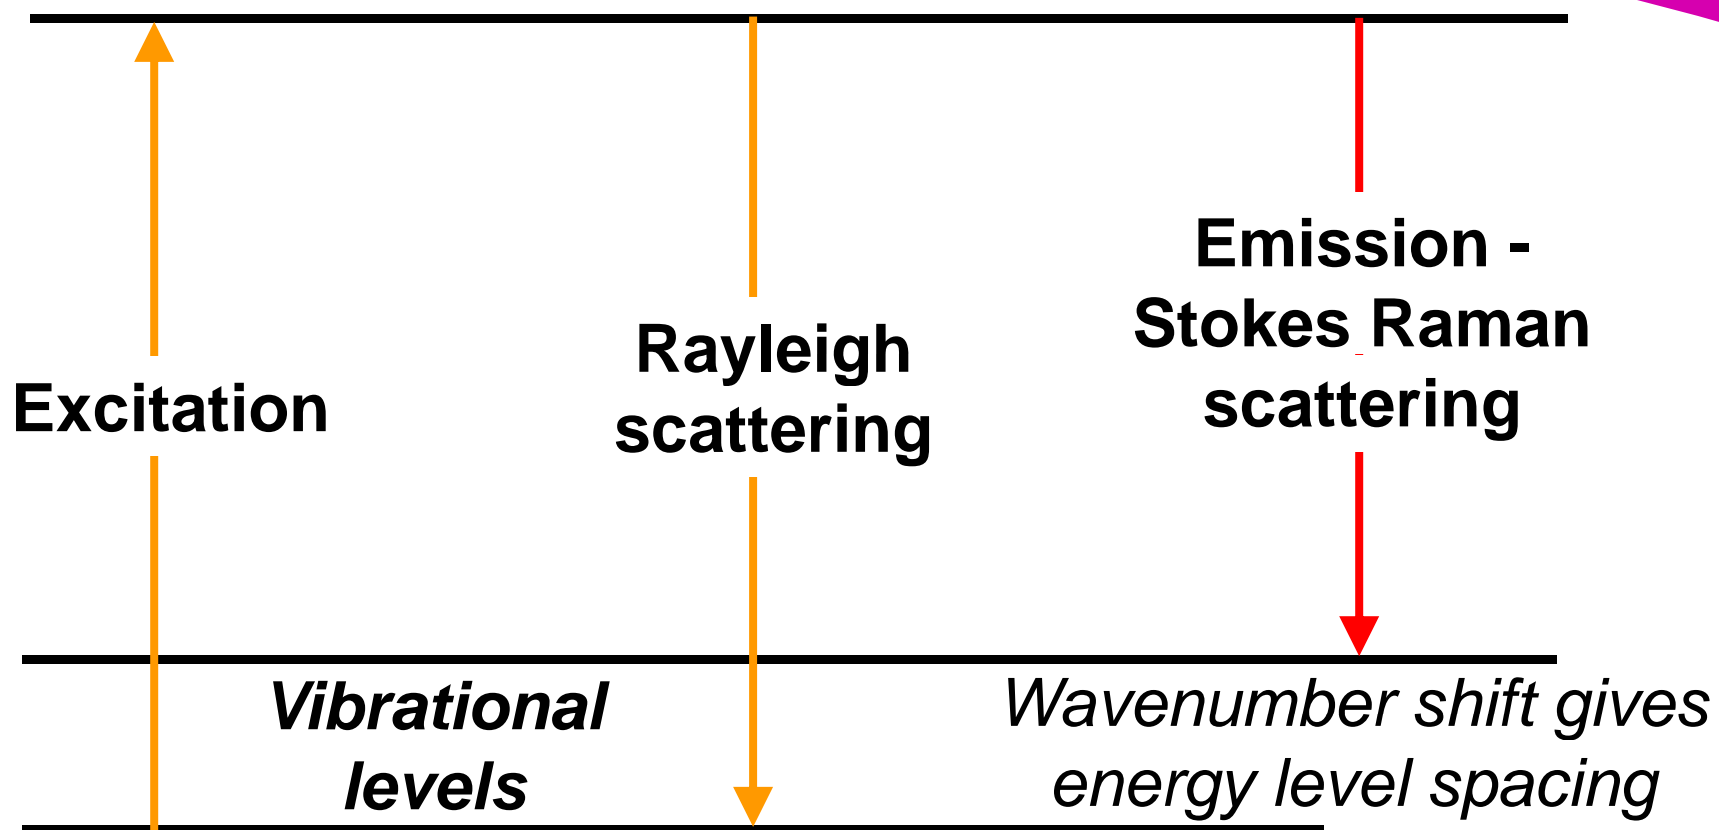 Excitation
Rayleigh
scattering
Emission -
Stokes Raman
scattering
Vibrational
levels
Wavenumber shift gives
energy level spacing